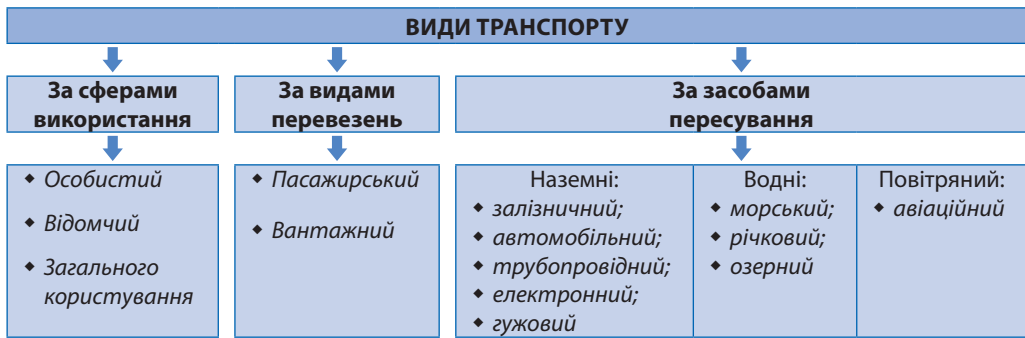 ВИДИ ТРАНСПОРТУ
За сферами
використання
За видами
перевезень
За засобами
пересування
Особистий
Відомчий
Загального
користування
Пасажирський
Вантажний
Наземні:
залізничний;
автомобільний;
трубопровідний;
електронний;
гужовий
Водні:
морський;
річковий;
озерний
Повітряний:
авіаційний